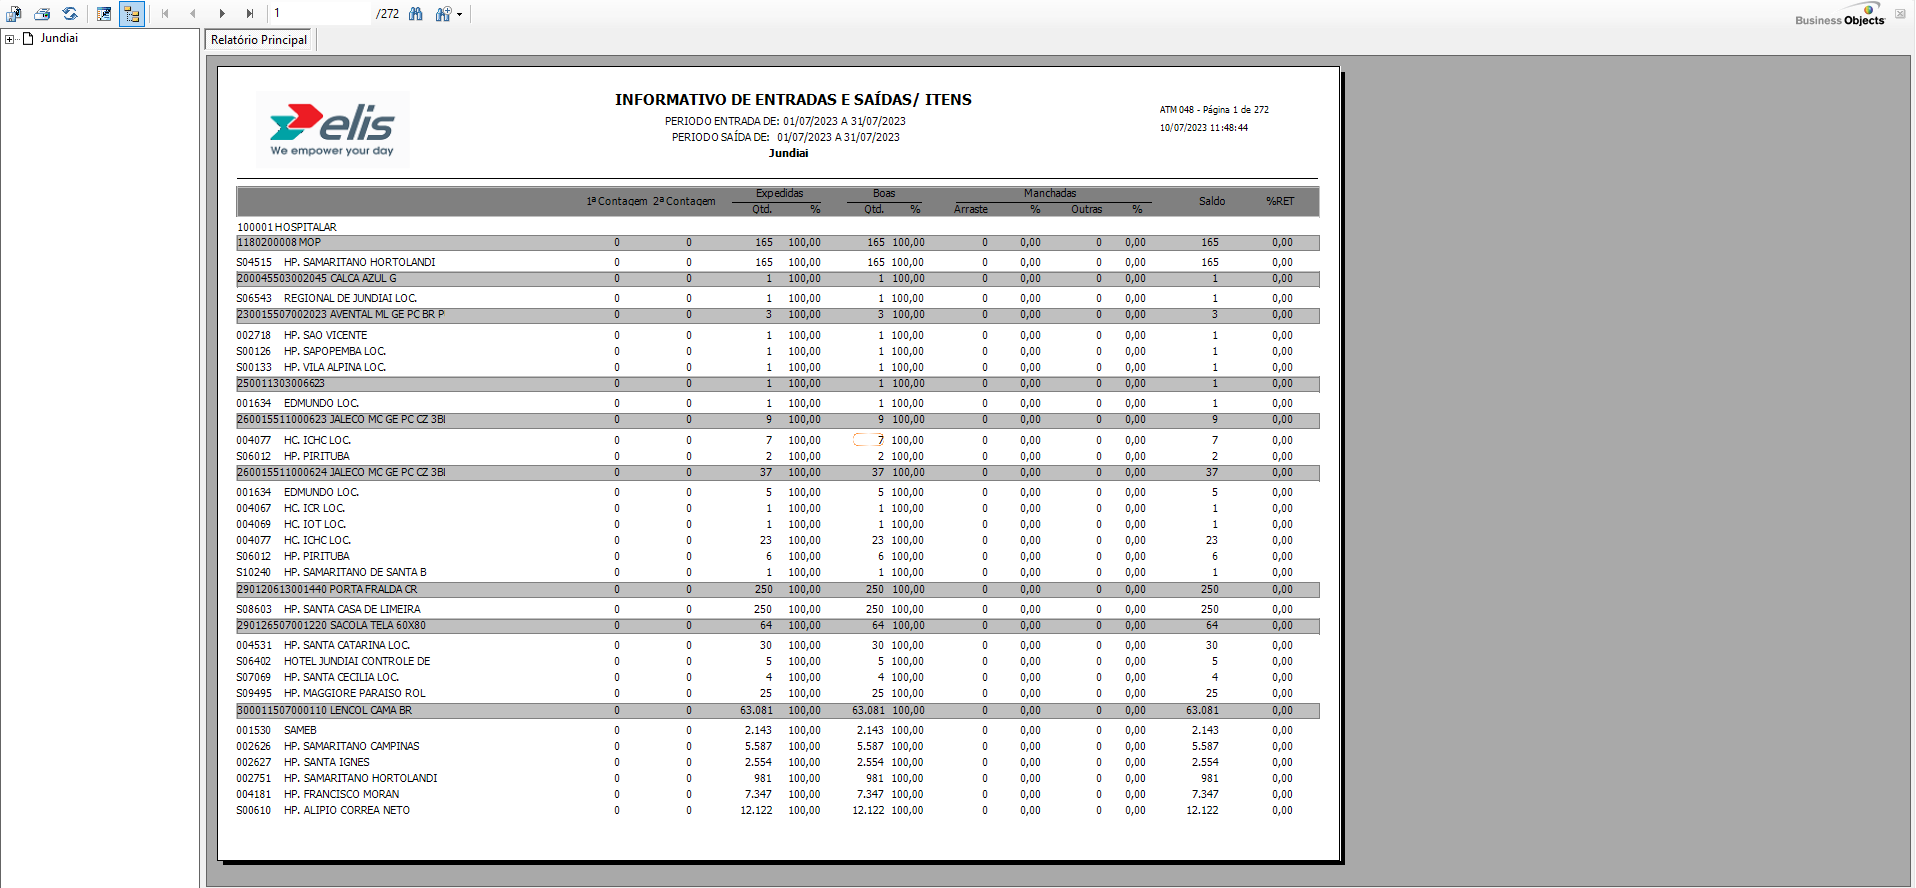 1 /272
Business Objects
Jundiai
Relatório Principal
elis
We empower your day
INFORMATIVO DE ENTRADAS E SAÍDAS/ ITENS
PERIODO ENTRADA DE: 01/07/2023 A 31/07/2023
PERIODO SAÍDA DE: 01/07/2023 A 31/07/2023
Jundiai
ATM 048 - Página 1 de 272
10/07/2023 11:48:44
Expedidas Boas Manchadas
1ª Contagem 2ª Contagem Saldo %RET
Qtd. % Qtd. % Arraste % Outras %
100001 HOSPITALAR
1180200008 MOP 0 0 165 100,00 165 100,00 0 0,00 0 0,00 165 0,00
S04515 HP. SAMARITANO HORTOLANDI 0 0 165 100,00 165 100,00 0 0,00 0 0,00 165 0,00
200045503002045 CALCA AZUL G 0 0 1 100,00 1 100,00 0 0,00 0 0,00 1 0,00
S06543 REGIONAL DE JUNDIAI LOC. 0 0 1 100,00 1 100,00 0 0,00 0 0,00 1 0,00
230015507002023 AVENTAL ML GE PC BR P 0 0 3 100,00 3 100,00 0 0,00 0 0,00 3 0,00
002718 HP. SAO VICENTE 0 0 1 100,00 1 100,00 0 0,00 0 0,00 1 0,00
S00126 HP. SAPOPEMBA LOC. 0 0 1 100,00 1 100,00 0 0,00 0 0,00 1 0,00
S00133 HP. VILA ALPINA LOC. 0 0 1 100,00 1 100,00 0 0,00 0 0,00 1 0,00
250011303006623 0 0 1 100,00 1 100,00 0 0,00 0 0,00 1 0,00
001634 EDMUNDO LOC. 0 0 1 100,00 1 100,00 0 0,00 0 0,00 1 0,00
260015511000623 JALECO MC GE PC CZ 3BI 0 0 9 100,00 9 100,00 0 0,00 0 0,00 9 0,00
004077 HC. ICHC LOC. 0 0 7 100,00 7 100,00 0 0,00 0 0,00 7 0,00
S06012 HP. PIRITUBA 0 0 2 100,00 2 100,00 0 0,00 0 0,00 2 0,00
260015511000624 JALECO MC GE PC CZ 3BI 0 0 37 100,00 37 100,00 0 0,00 0 0,00 37 0,00
001634 EDMUNDO LOC. 0 0 5 100,00 5 100,00 0 0,00 0 0,00 5 0,00
004067 HC. ICR LOC. 0 0 1 100,00 1 100,00 0 0,00 0 0,00 1 0,00
004069 HC. IOT LOC. 0 0 1 100,00 1 100,00 0 0,00 0 0,00 1 0,00
004077 HC. ICHC LOC. 0 0 23 100,00 23 100,00 0 0,00 0 0,00 23 0,00
S06012 HP. PIRITUBA 0 0 6 100,00 6 100,00 0 0,00 0 0,00 6 0,00
S10240 HP. SAMARITANO DE SANTA B 0 0 1 100,00 1 100,00 0 0,00 0 0,00 1 0,00
290120613001440 PORTA FRALDA CR 0 0 250 100,00 250 100,00 0 0,00 0 0,00 250 0,00
S08603 HP. SANTA CASA DE LIMEIRA 0 0 250 100,00 250 100,00 0 0,00 0 0,00 250 0,00
290126507001220 SACOLA TELA 60X80 0 0 64 100,00 64 100,00 0 0,00 0 0,00 64 0,00
004531 HP. SANTA CATARINA LOC. 0 0 30 100,00 30 100,00 0 0,00 0 0,00 30 0,00
S06402 HOTEL JUNDIAI CONTROLE DE 0 0 5 100,00 5 100,00 0 0,00 0 0,00 5 0,00
S07069 HP. SANTA CECILIA LOC. 0 0 4 100,00 4 100,00 0 0,00 0 0,00 4 0,00
S09495 HP. MAGGIORE PARAISO ROL 0 0 25 100,00 25 100,00 0 0,00 0 0,00 25 0,00
300011507000110 LENCOL CAMA BR 0 0 63.081 100,00 63.081 100,00 0 0,00 0 0,00 63.081 0,00
001530 SAMEB 0 0 2.143 100,00 2.143 100,00 0 0,00 0 0,00 2.143 0,00
002626 HP. SAMARITANO CAMPINAS 0 0 5.587 100,00 5.587 100,00 0 0,00 0 0,00 5.587 0,00
002627 HP. SANTA IGNES 0 0 2.554 100,00 2.554 100,00 0 0,00 0 0,00 2.554 0,00
002751 HP. SAMARITANO HORTOLANDI 0 0 981 100,00 981 100,00 0 0,00 0 0,00 981 0,00
004181 HP. FRANCISCO MORAN 0 0 7.347 100,00 7.347 100,00 0 0,00 0 0,00 7.347 0,00
S00610 HP. ALIPIO CORREA NETO 0 0 12.122 100,00 12.122 100,00 0 0,00 0 0,00 12.122 0,00